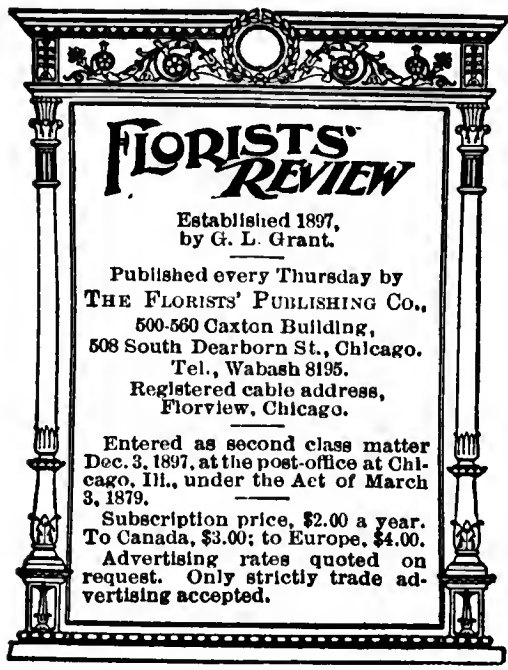 FLORISTS'
REVIEW
Established 1897,
by G. L. Grant.
Published every Thursday by
THE FLORISTS' PUBLISHING CO.,
500-560 Caxton Building,
508 South Dearborn St., Chicago.
Tel., Wabash 8195.
Registered cable address,
Florview, Chicago.
Entered as second class matter
Dec. 3, 1897, at the post-office at Chi-
cago, Ill., under the Act of March
3, 1879.
Subscription price, $2.00 a year.
To Canada, $3.00; to Europe, $4.00.
Advertising rates quoted on
request. Only strictly trade ad-
vertising accepted.